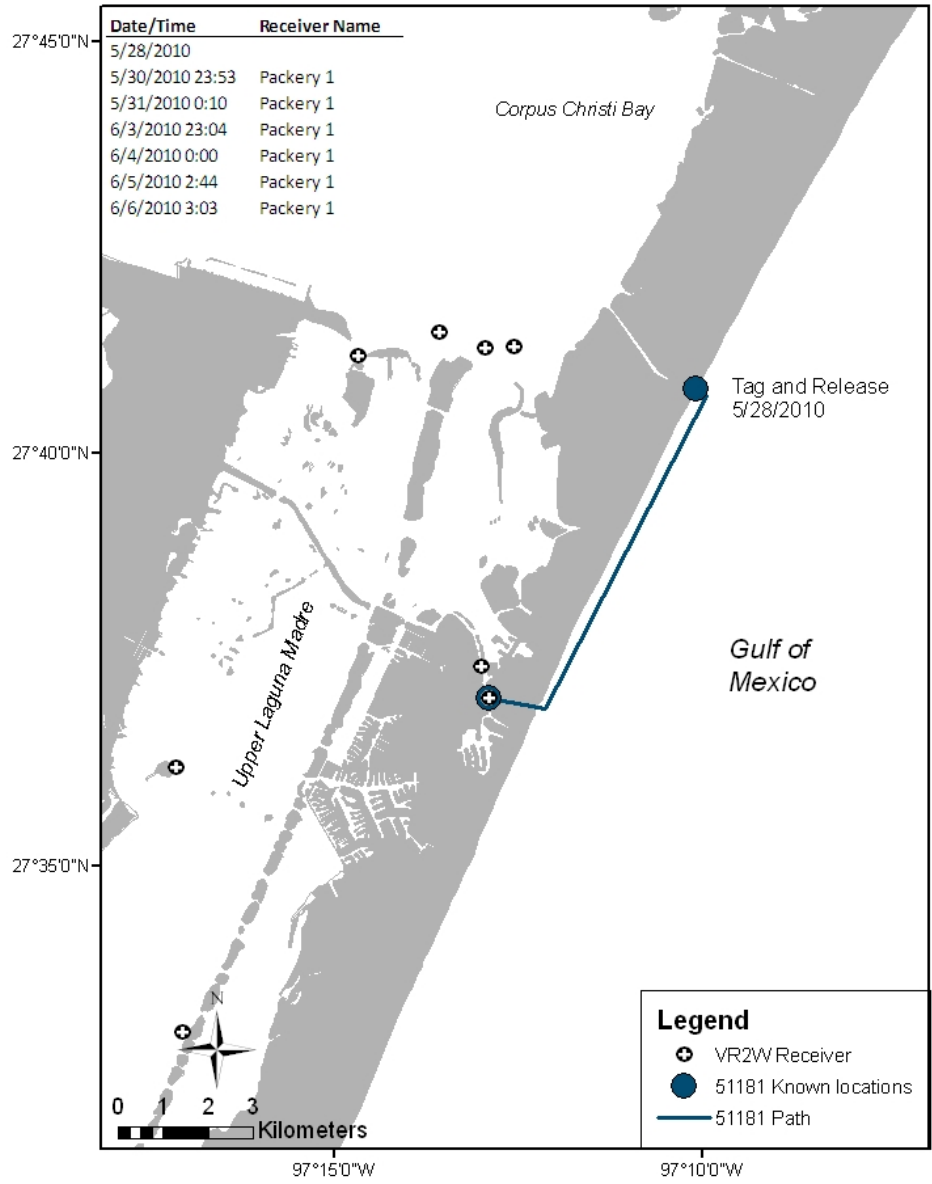 Date/Time Receiver Name
5/28/2010
5/30/2010 23:53 Packery 1
5/31/2010 0:10 Packery 1
6/3/2010 23:04 Packery 1
6/4/2010 0:00 Packery 1
6/5/2010 2:44 Packery 1
6/6/2010 3:03 Packery 1
27°45'0"N
Corpus Christi Bay
Tag and Release
5/28/2010
27°40'0"N
Upper Laguna Madre
Gulf of
Mexico
27°35'0"N
N
0 1 2 3
Kilometers
Legend
VR2W Receiver
51181 Known locations
51181 Path
97°15'0"W 97°10'0"W